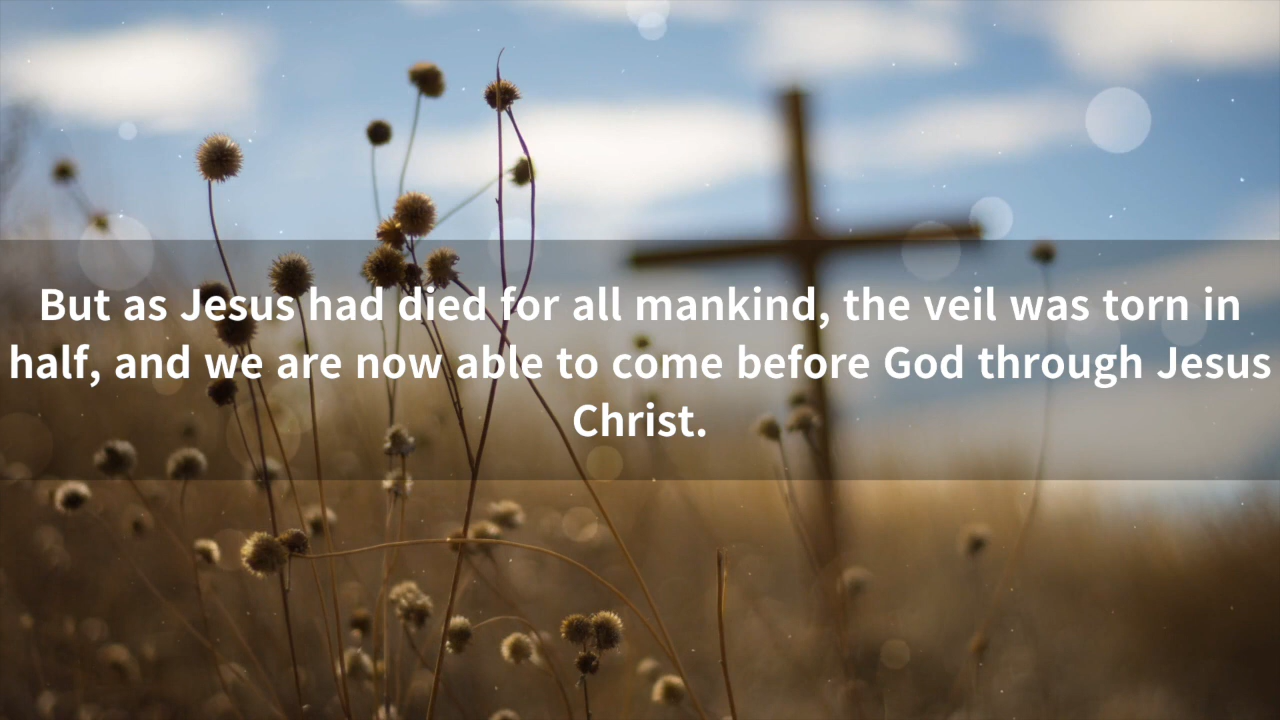 But as Jesus had died for all mankind, the veil was torn in
half, and we are now able to come before God through Jesus
Christ.